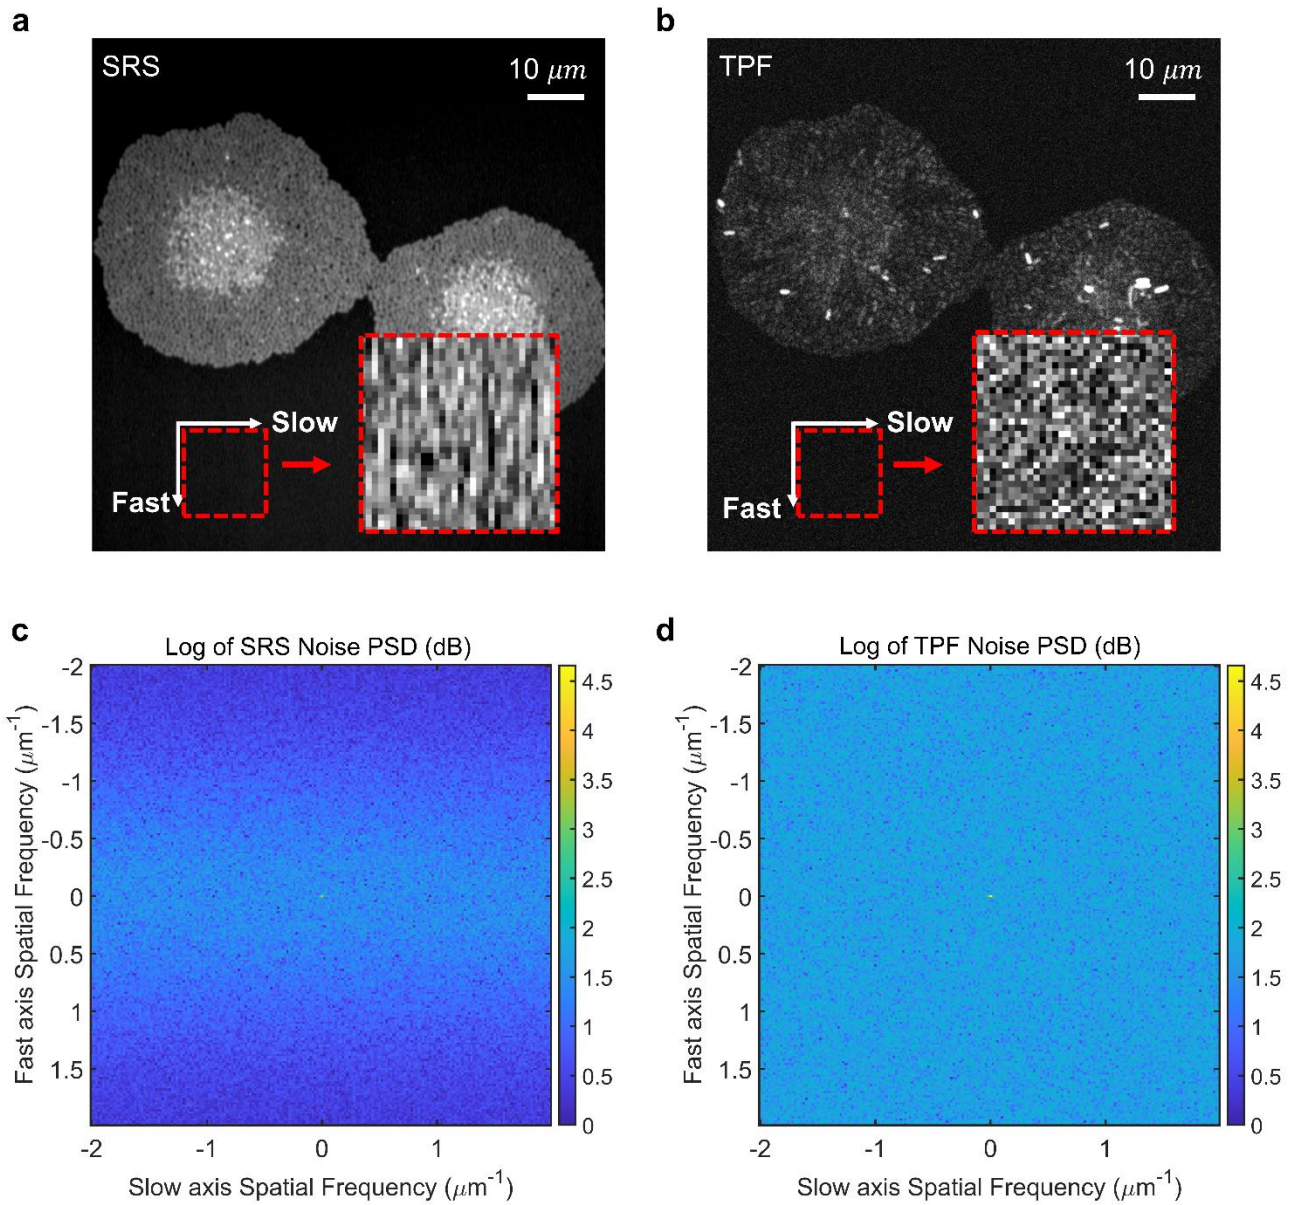 a
b
SRS
10 μm
TPF
10 μm
Slow
Fast
Slow
Fast
c
d
Log of SRS Noise PSD (dB)
Log of TPF Noise PSD (dB)
-2
-1.5
-1
-0.5
0
0.5
1
1.5
Fast axis Spatial Frequency (μm⁻¹)
-2
-1
0
1
Slow axis Spatial Frequency (μm⁻¹)
4.5
4
3.5
3
2.5
2
1.5
1
0.5
0
-2
-1.5
-1
-0.5
0
0.5
1
1.5
Fast axis Spatial Frequency (μm⁻¹)
-2
-1
0
1
Slow axis Spatial Frequency (μm⁻¹)
4.5
4
3.5
3
2.5
2
1.5
1
0.5
0